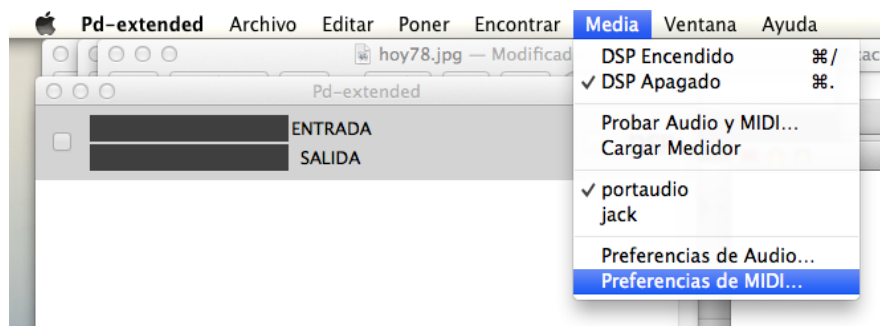 Pd-extended Archivo Editar Poner Encontrar Media Ventana Ayuda
hoy78.jpg — Modificad
Pd-extended
ENTRADA
SALIDA
DSP Encendido ⌘/
✓ DSP Apagado ⌘.
Probar Audio y MIDI...
Cargar Medidor
✓ portaudio
jack
Preferencias de Audio...
Preferencias de MIDI...